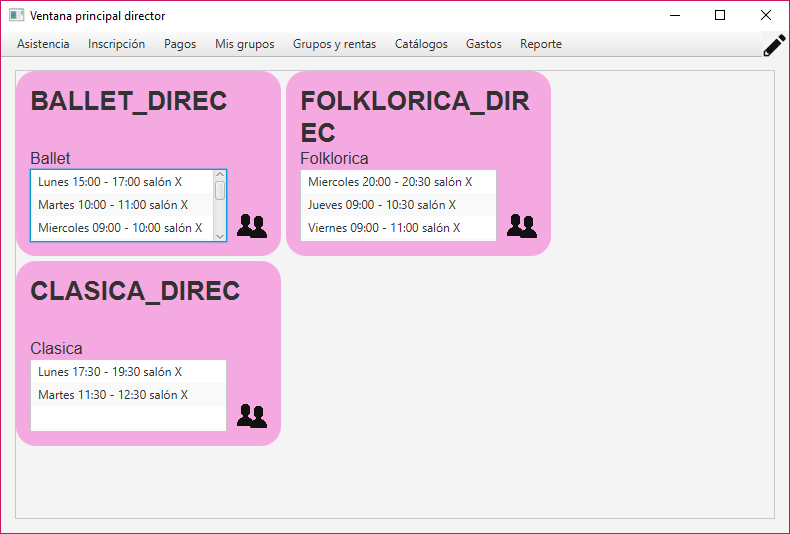 Ventana principal director
Asistencia Inscripción Pagos Mis grupos Grupos y rentas Catálogos Gastos Reporte
BALLET_DIREC
Ballet
Lunes 15:00 - 17:00 salón X
Martes 10:00 - 11:00 salón X
Miercoles 09:00 - 10:00 salón X
FOLKLORICA_DIR
EC
Folklorica
Miercoles 20:00 - 20:30 salón X
Jueves 09:00 - 10:30 salón X
Viernes 09:00 - 11:00 salón X
CLASICA_DIREC
Clasica
Lunes 17:30 - 19:30 salón X
Martes 11:30 - 12:30 salón X